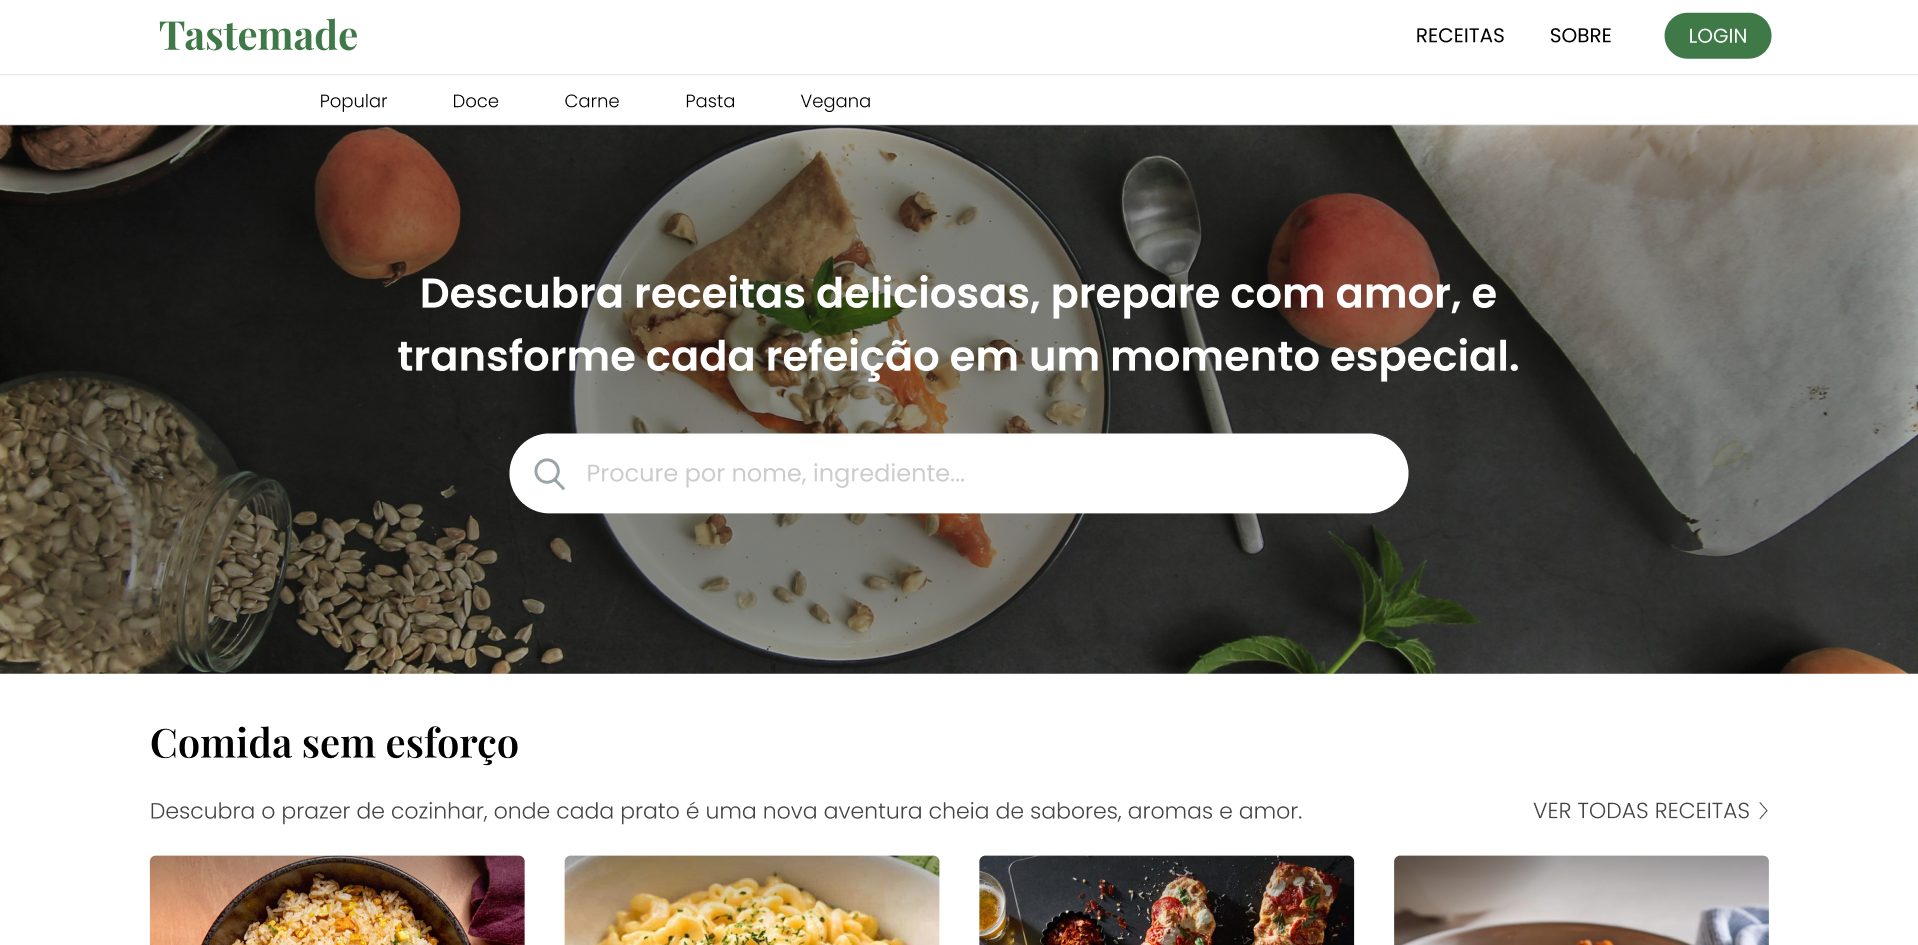 Tastemade
RECEITAS
SOBRE
LOGIN
Popular
Doce
Carne
Pasta
Vegana
Descubra receitas deliciosas, prepare com amor, e
transforme cada refeição em um momento especial.
Procure por nome, ingrediente...
Comida sem esforço
Descubra o prazer de cozinhar, onde cada prato é uma nova aventura cheia de sabores, aromas e amor.
VER TODAS RECEITAS